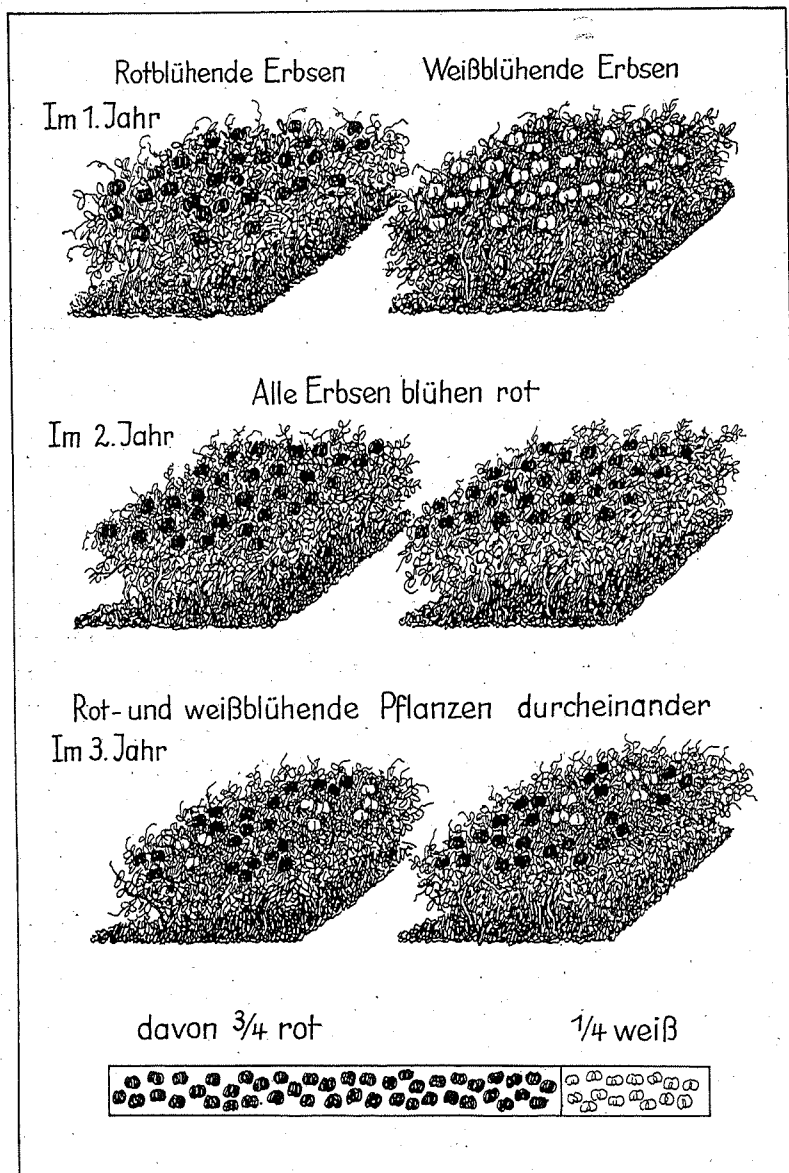 Rotblühende Erbsen Weißblühende Erbsen
Im 1. Jahr
Alle Erbsen blühen rot
Im 2. Jahr
Rot- und weißblühende Pflanzen durcheinander
Im 3. Jahr
davon 3/4 rot 1/4 weiß